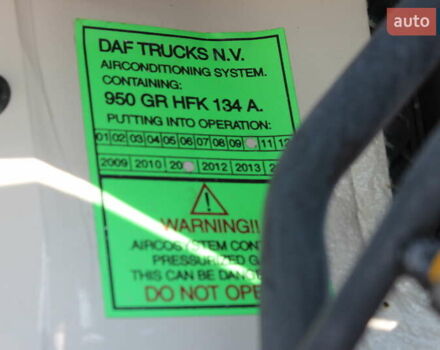 auto
DAF TRUCKS N.V.
AIRCONDITIONING SYSTEM.
CONTAINING:
950 GR HFK 134 A.
PUTTING INTO OPERATION:
01 02 03 04 05 06 07 08 09 11 12
2009 2010 20 2012 2013
WARNING!!
AIRCOSYSTEM
PRESSURIZED
THIS CAN BE
DO NOT